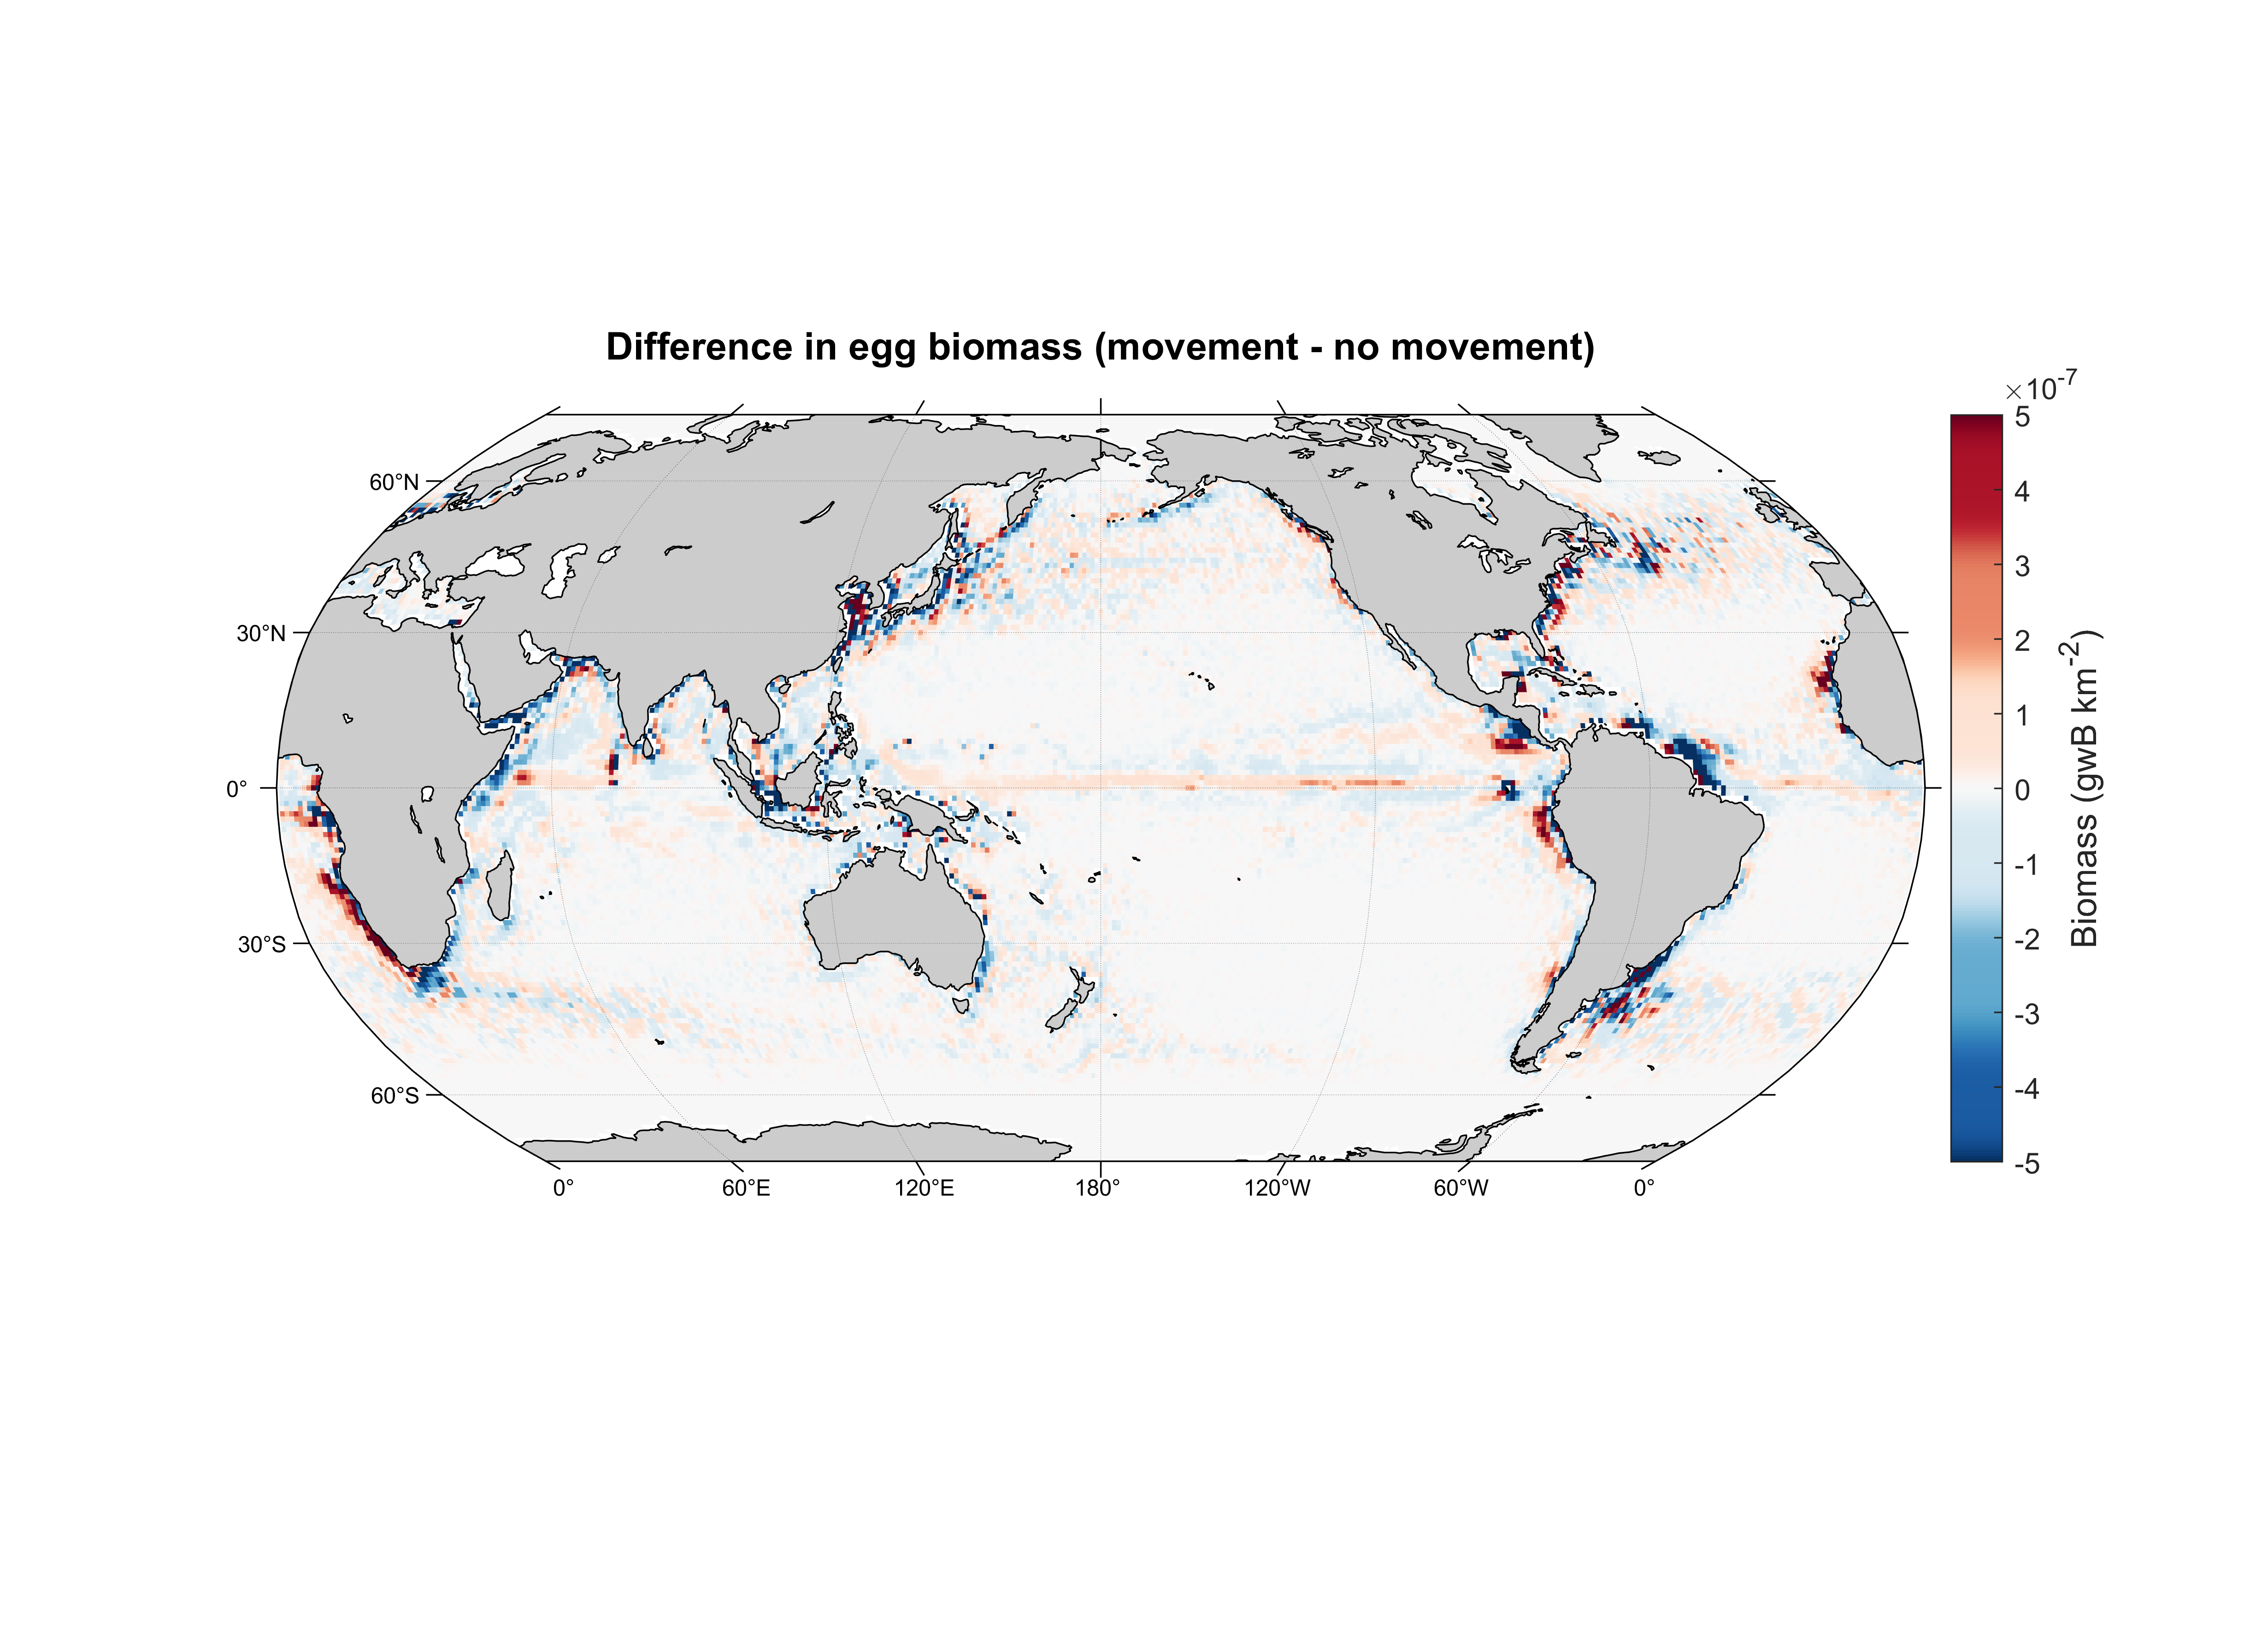 Difference in egg biomass (movement - no movement)
×10⁻⁷
60°N
30°N
0°
30°S
60°S
0°
60°E
120°E
180°
120°W
60°W
0°
5
4
3
2
1
0
-1
-2
-3
-4
-5
Biomass (gwB km⁻²)